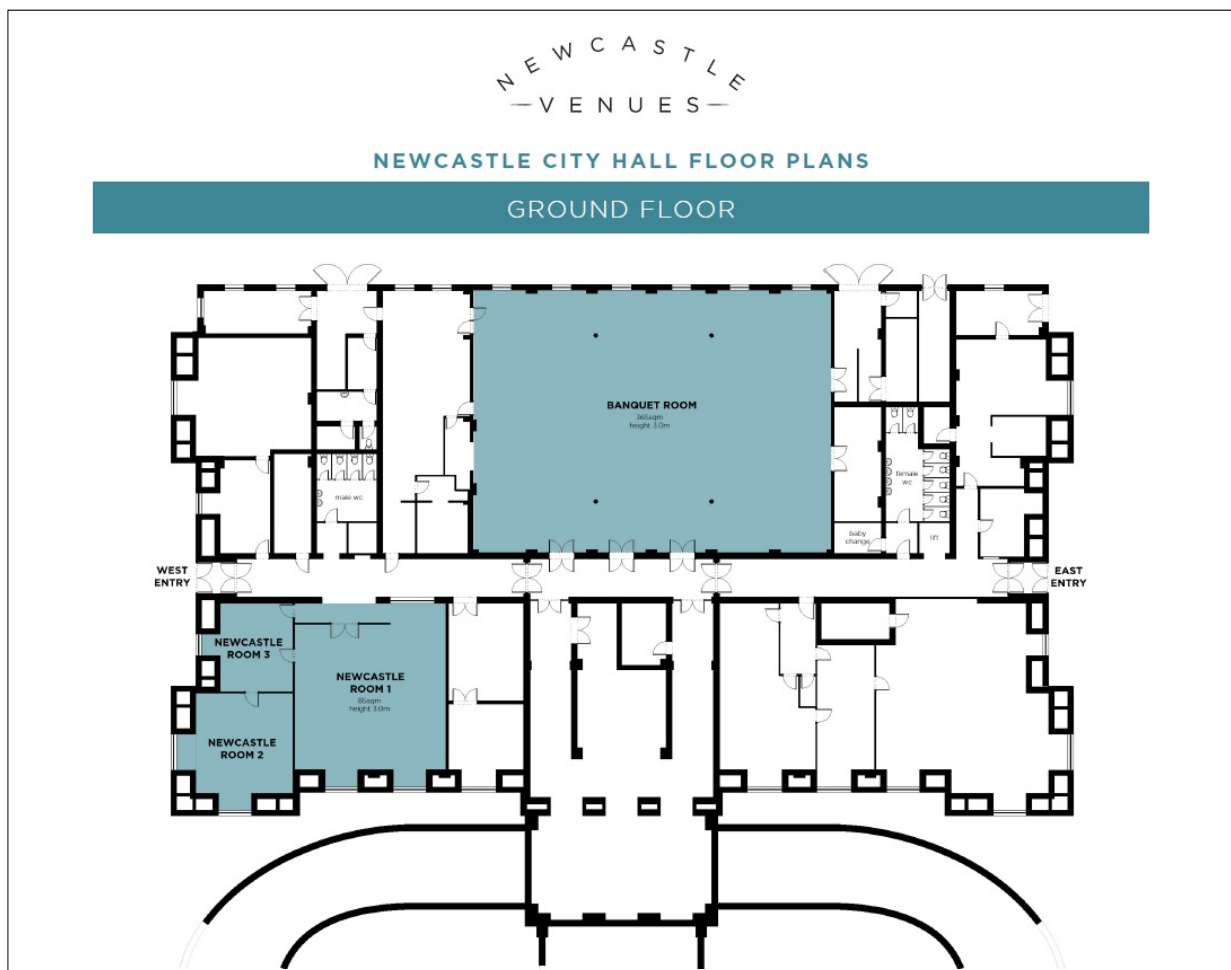 NEWCASTLE
VENUES
NEWCASTLE CITY HALL FLOOR PLANS
GROUND FLOOR
BANQUET ROOM
365sqm
height 3.0m
male wc
female
wc
baby
change
lift
WEST
ENTRY
EAST
ENTRY
NEWCASTLE
ROOM 3
NEWCASTLE
ROOM 1
85sqm
height 3.0m
NEWCASTLE
ROOM 2